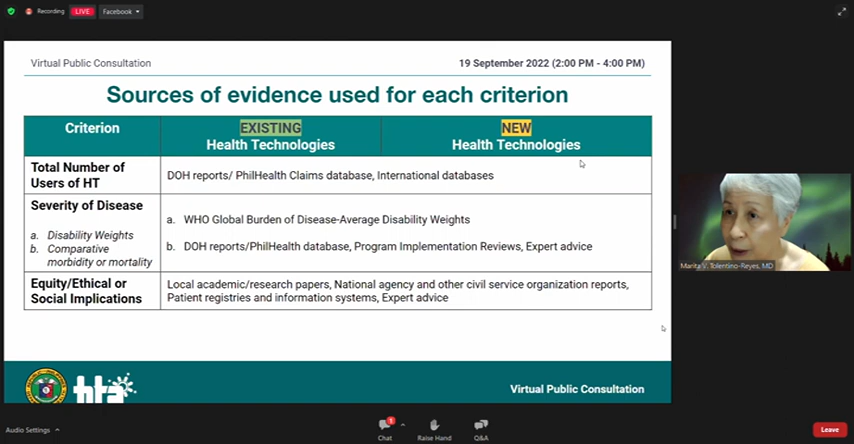 Recording
LIVE
Facebook
Virtual Public Consultation
19 September 2022 (2:00 PM - 4:00 PM)
Sources of evidence used for each criterion
Criterion
EXISTING
Health Technologies
NEW
Health Technologies
Total Number of
Users of HT
DOH reports/ PhilHealth Claims database, International databases
Severity of Disease
a. Disability Weights
b. Comparative
morbidity or mortality
a. WHO Global Burden of Disease-Average Disability Weights
b. DOH reports/PhilHealth database, Program Implementation Reviews, Expert advice
Equity/Ethical or
Social Implications
Local academic/research papers, National agency and other civil service organization reports,
Patient registries and information systems, Expert advice
Marita V. Tolentino-Reyes, MD
hta
Virtual Public Consultation
Audio Settings
Chat
Raise Hand
Q&A
Leave